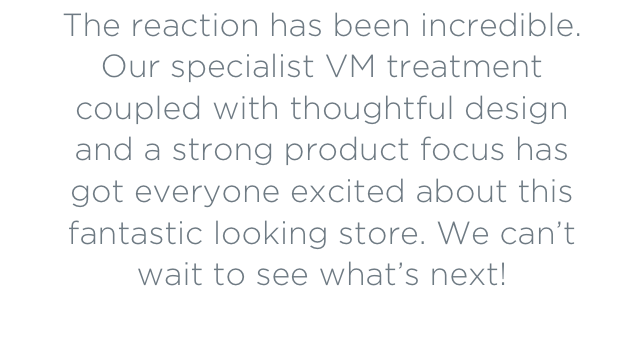 The reaction has been incredible.
Our specialist VM treatment
coupled with thoughtful design
and a strong product focus has
got everyone excited about this
fantastic looking store. We can’t
wait to see what’s next!